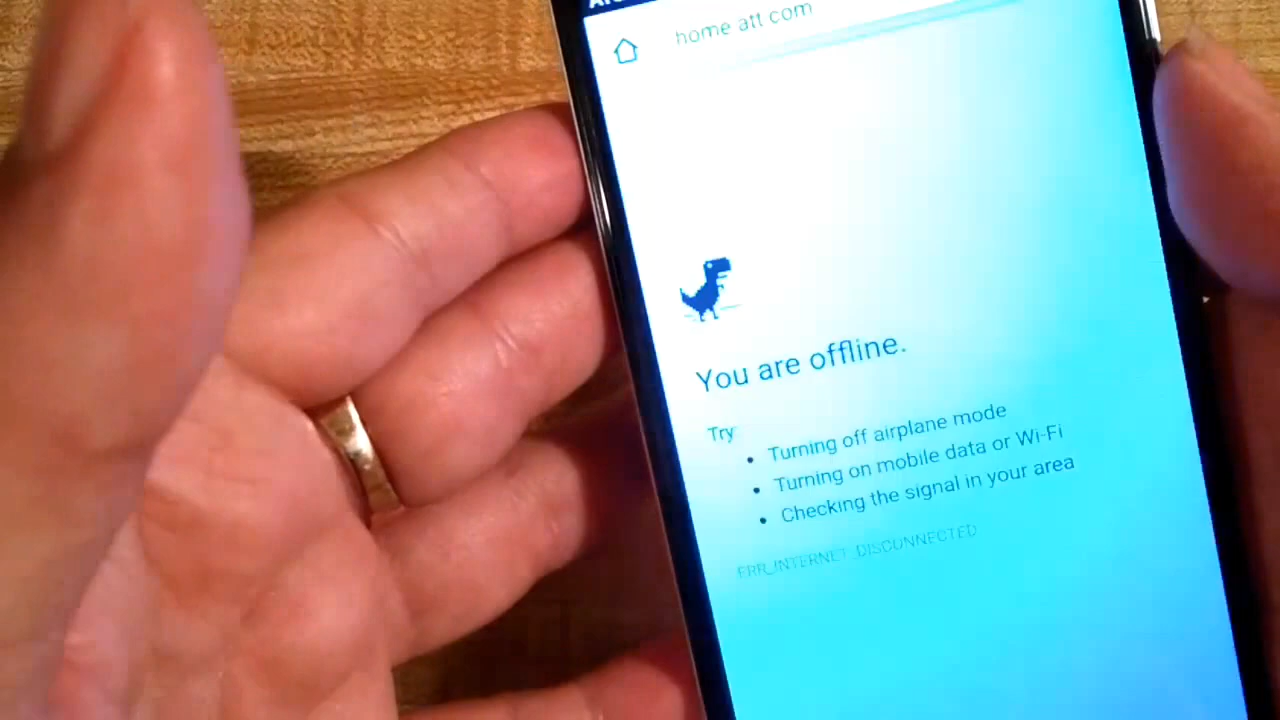 home att com
You are offline.
Try
• Turning off airplane mode
• Turning on mobile data or Wi-Fi
• Checking the signal in your area
ERR_INTERNET_DISCONNECTED